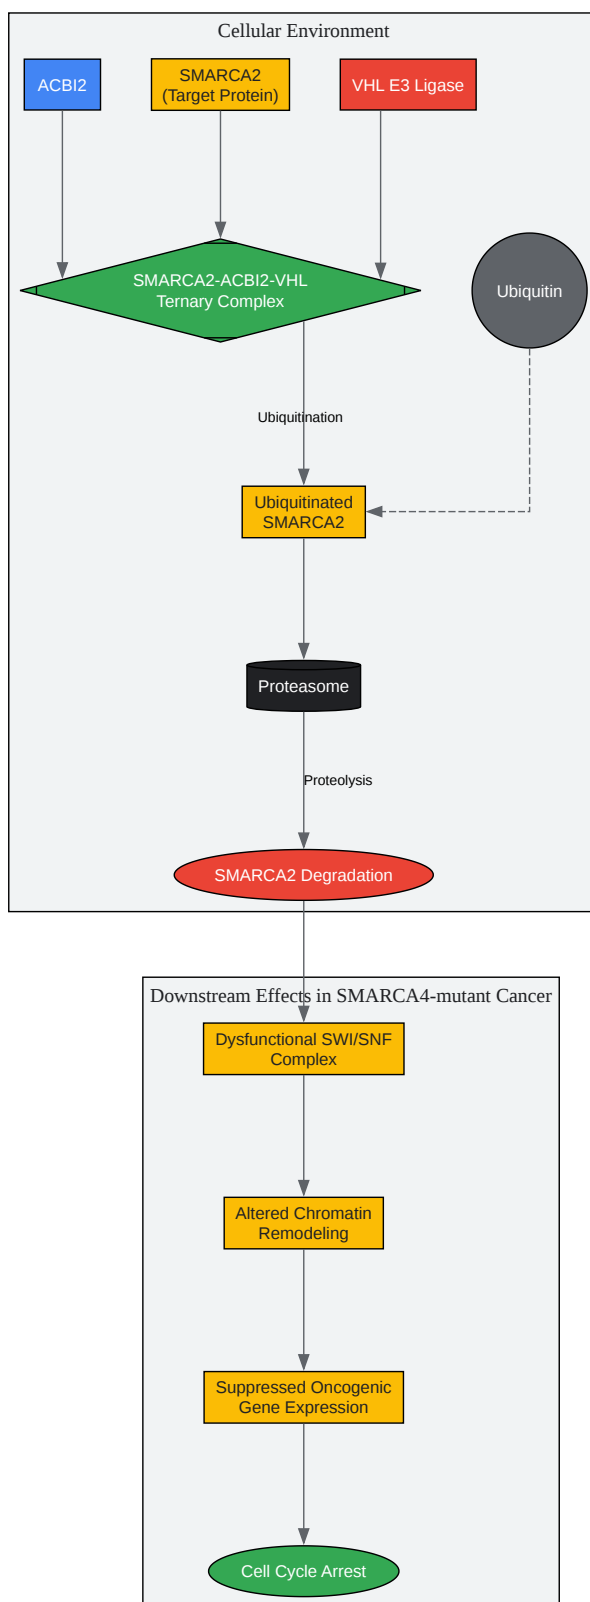 Cellular Environment
ACBI2
SMARCA2
(Target Protein)
VHL E3 Ligase
SMARCA2-ACBI2-VHL
Ternary Complex
Ubiquitin
Ubiquitination
Ubiquitinated
SMARCA2
Proteasome
Proteolysis
SMARCA2 Degradation
Downstream Effects in SMARCA4-mutant Cancer
Dysfunctional SWI/SNF
Complex
Altered Chromatin
Remodeling
Suppressed Oncogenic
Gene Expression
Cell Cycle Arrest